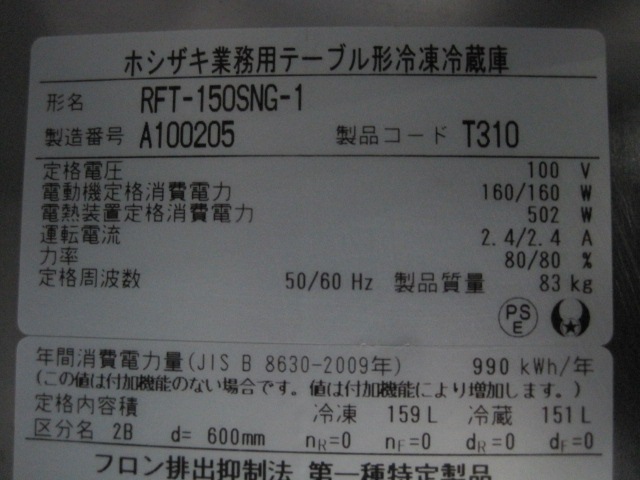 ホシザキ業務用テーブル形冷凍冷蔵庫
形名 RFT-150SNG-1
製造番号 A100205 製品コード T310
定格電圧 100 V
電動機定格消費電力 160/160 W
電熱装置定格消費電力 502 W
運転電流 2.4/2.4 A
力率 80/80 %
定格周波数 50/60 Hz 製品質量 83 kg
PS
E
年間消費電力量(JIS B 8630-2009年) 990 kWh/年
(この値は付加機能のない場合です。値は付加機能により増加します。)
定格内容積 冷凍 159 L 冷蔵 151 L
区分名 2B d= 600mm nR=0 nF=0 dR=0 dF=0
フロン排出抑制法 第一種特定製品